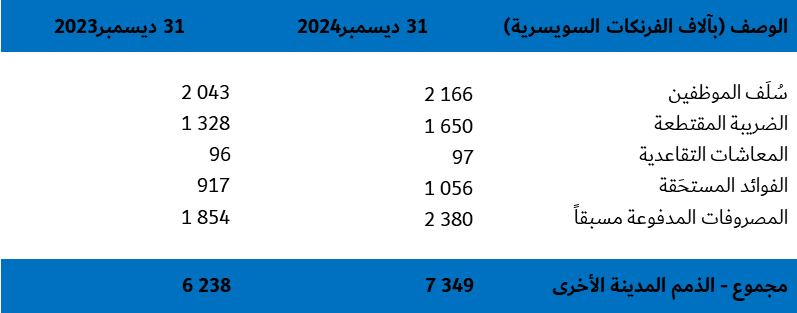 الوصف (بآلاف الفرنكات السويسرية) 31 ديسمبر2024 31 ديسمبر2023
سُلَف الموظفين 2 166 2 043
الضريبة المقتطعة 1 650 1 328
المعاشات التقاعدية 97 96
الفوائد المستحَقة 1 056 917
المصروفات المدفوعة مسبقاً 2 380 1 854
مجموع - الذمم المدينة الأخرى 7 349 6 238